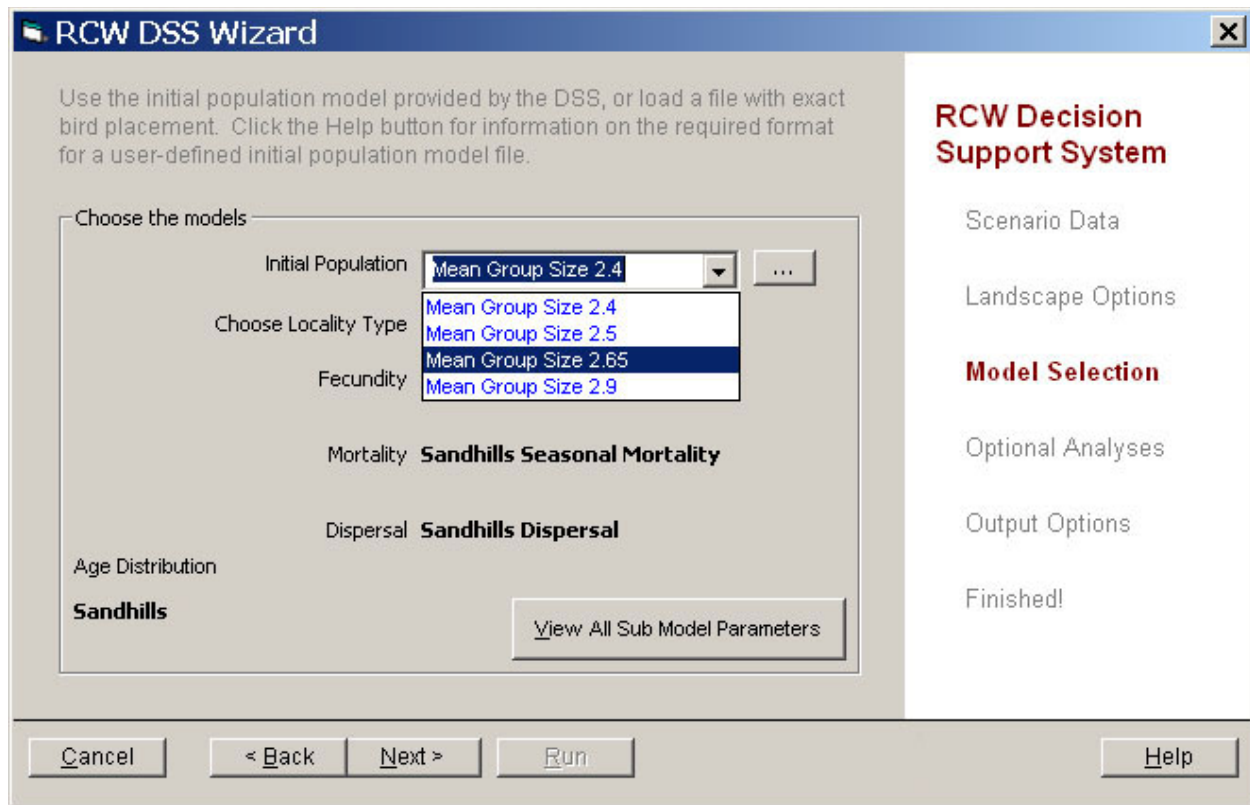 RCW DSS Wizard
Use the initial population model provided by the DSS, or load a file with exact
bird placement. Click the Help button for information on the required format
for a user-defined initial population model file.
Choose the models
Initial Population
Mean Group Size 2.4
...
Mean Group Size 2.4
Mean Group Size 2.5
Mean Group Size 2.65
Mean Group Size 2.9
Choose Locality Type
Fecundity
Mortality Sandhills Seasonal Mortality
Dispersal Sandhills Dispersal
Age Distribution
Sandhills
View All Sub Model Parameters
RCW Decision
Support System
Scenario Data
Landscape Options
Model Selection
Optional Analyses
Output Options
Finished!
Cancel
< Back
Next >
Run
Help